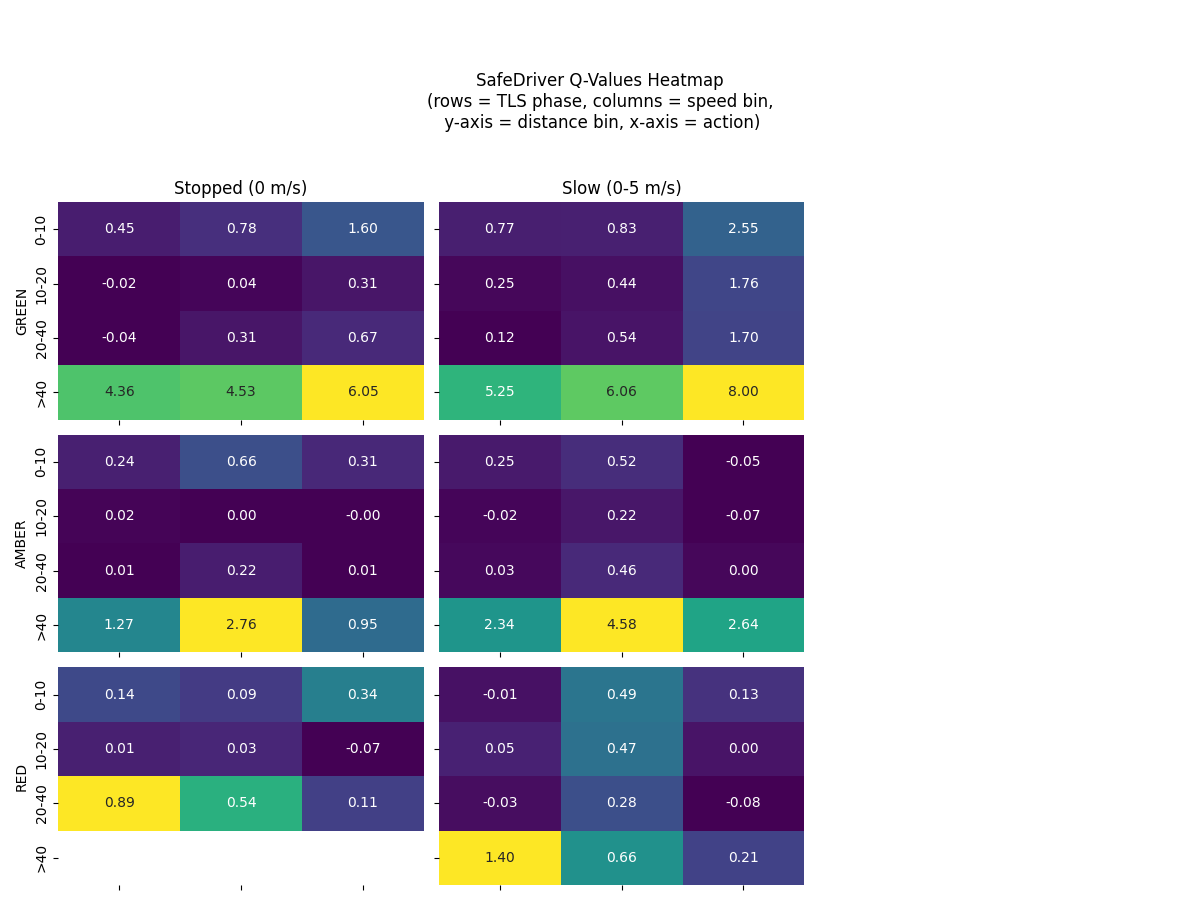 SafeDriver Q-Values Heatmap
(rows = TLS phase, columns = speed bin,
y-axis = distance bin, x-axis = action)
Stopped (0 m/s) Slow (0-5 m/s)
GREEN
0-10 0.45 0.78 1.60 0.77 0.83 2.55
10-20 -0.02 0.04 0.31 0.25 0.44 1.76
20-40 -0.04 0.31 0.67 0.12 0.54 1.70
>40 4.36 4.53 6.05 5.25 6.06 8.00
AMBER
0-10 0.24 0.66 0.31 0.25 0.52 -0.05
10-20 0.02 0.00 -0.00 -0.02 0.22 -0.07
20-40 0.01 0.22 0.01 0.03 0.46 0.00
>40 1.27 2.76 0.95 2.34 4.58 2.64
RED
0-10 0.14 0.09 0.34 -0.01 0.49 0.13
10-20 0.01 0.03 -0.07 0.05 0.47 0.00
20-40 0.89 0.54 0.11 -0.03 0.28 -0.08
>40 1.40 0.66 0.21